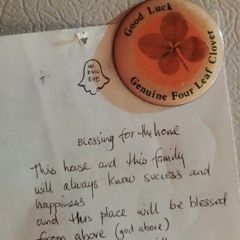 Good Luck
Genuine Four Leaf Clover
NO
EVIL
EYE
Blessing for the home
This house and this family
will always know success and
happiness
and this place will be blessed
from above (god above)